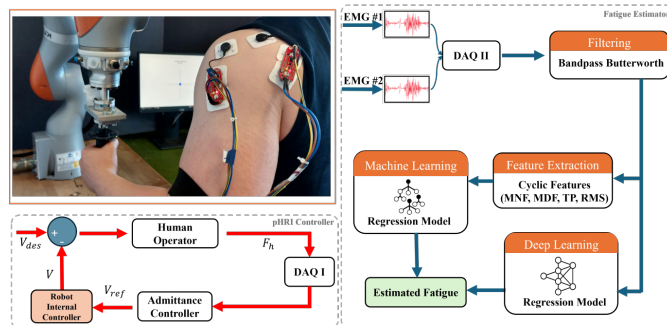 Fatigue Estimator
EMG #1
EMG #2
DAQ II
Filtering
Bandpass Butterworth
Machine Learning
Regression Model
Feature Extraction
Cyclic Features
(MNF, MDF, TP, RMS)
Deep Learning
Regression Model
Estimated Fatigue
pHRI Controller
V_des
+
-
Human
Operator
F_h
DAQ I
V
V_ref
Robot
Internal
Controller
Admittance
Controller